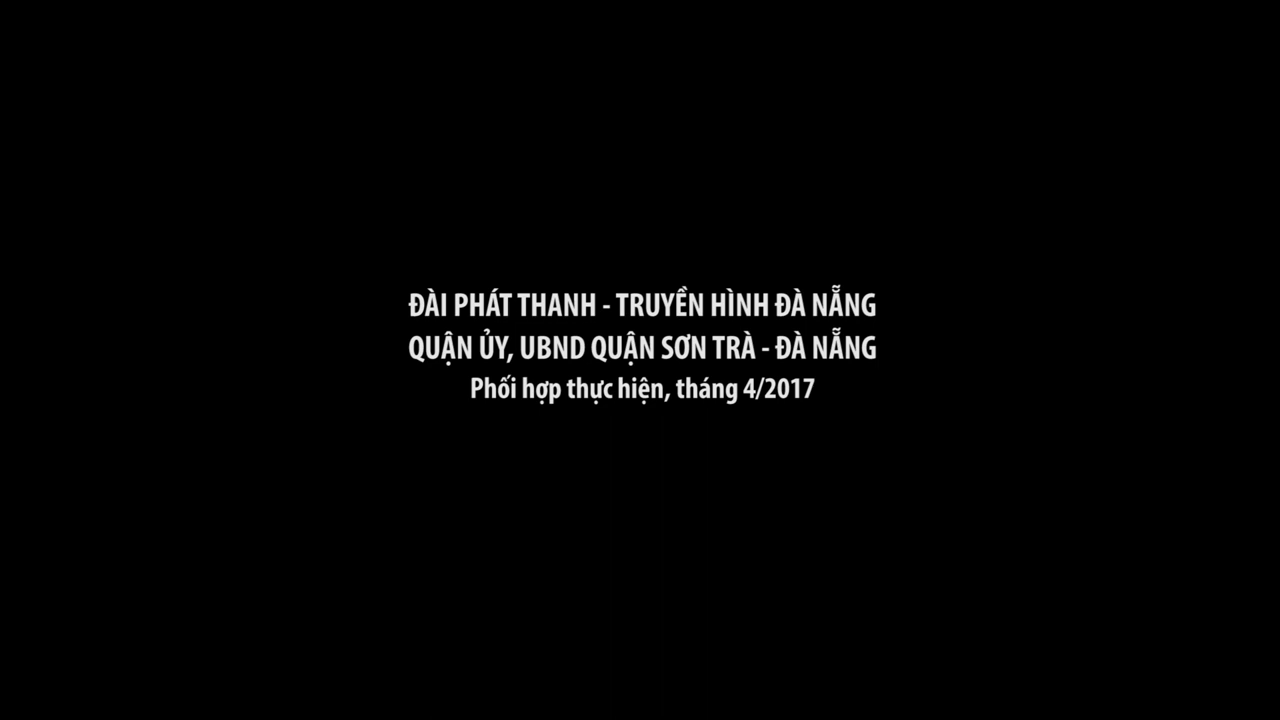 ĐÀI PHÁT THANH - TRUYỀN HÌNH ĐÀ NẴNG
QUẬN ỦY, UBND QUẬN SƠN TRÀ - ĐÀ NẴNG
Phối hợp thực hiện, tháng 4/2017